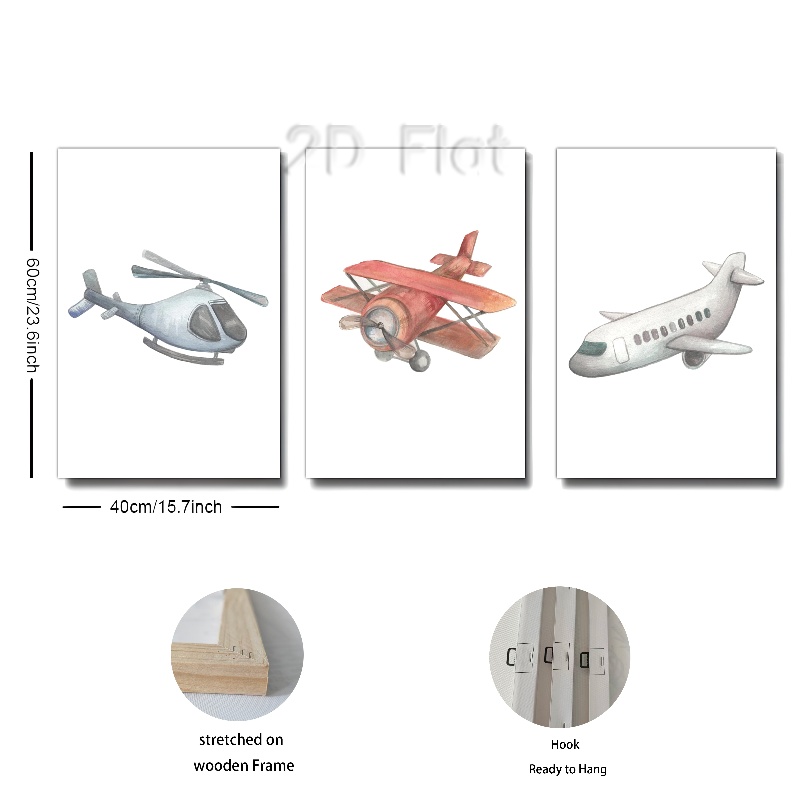 2D Flat
60cm/23.6inch
40cm/15.7inch
stretched on
wooden Frame
Hook
Ready to Hang